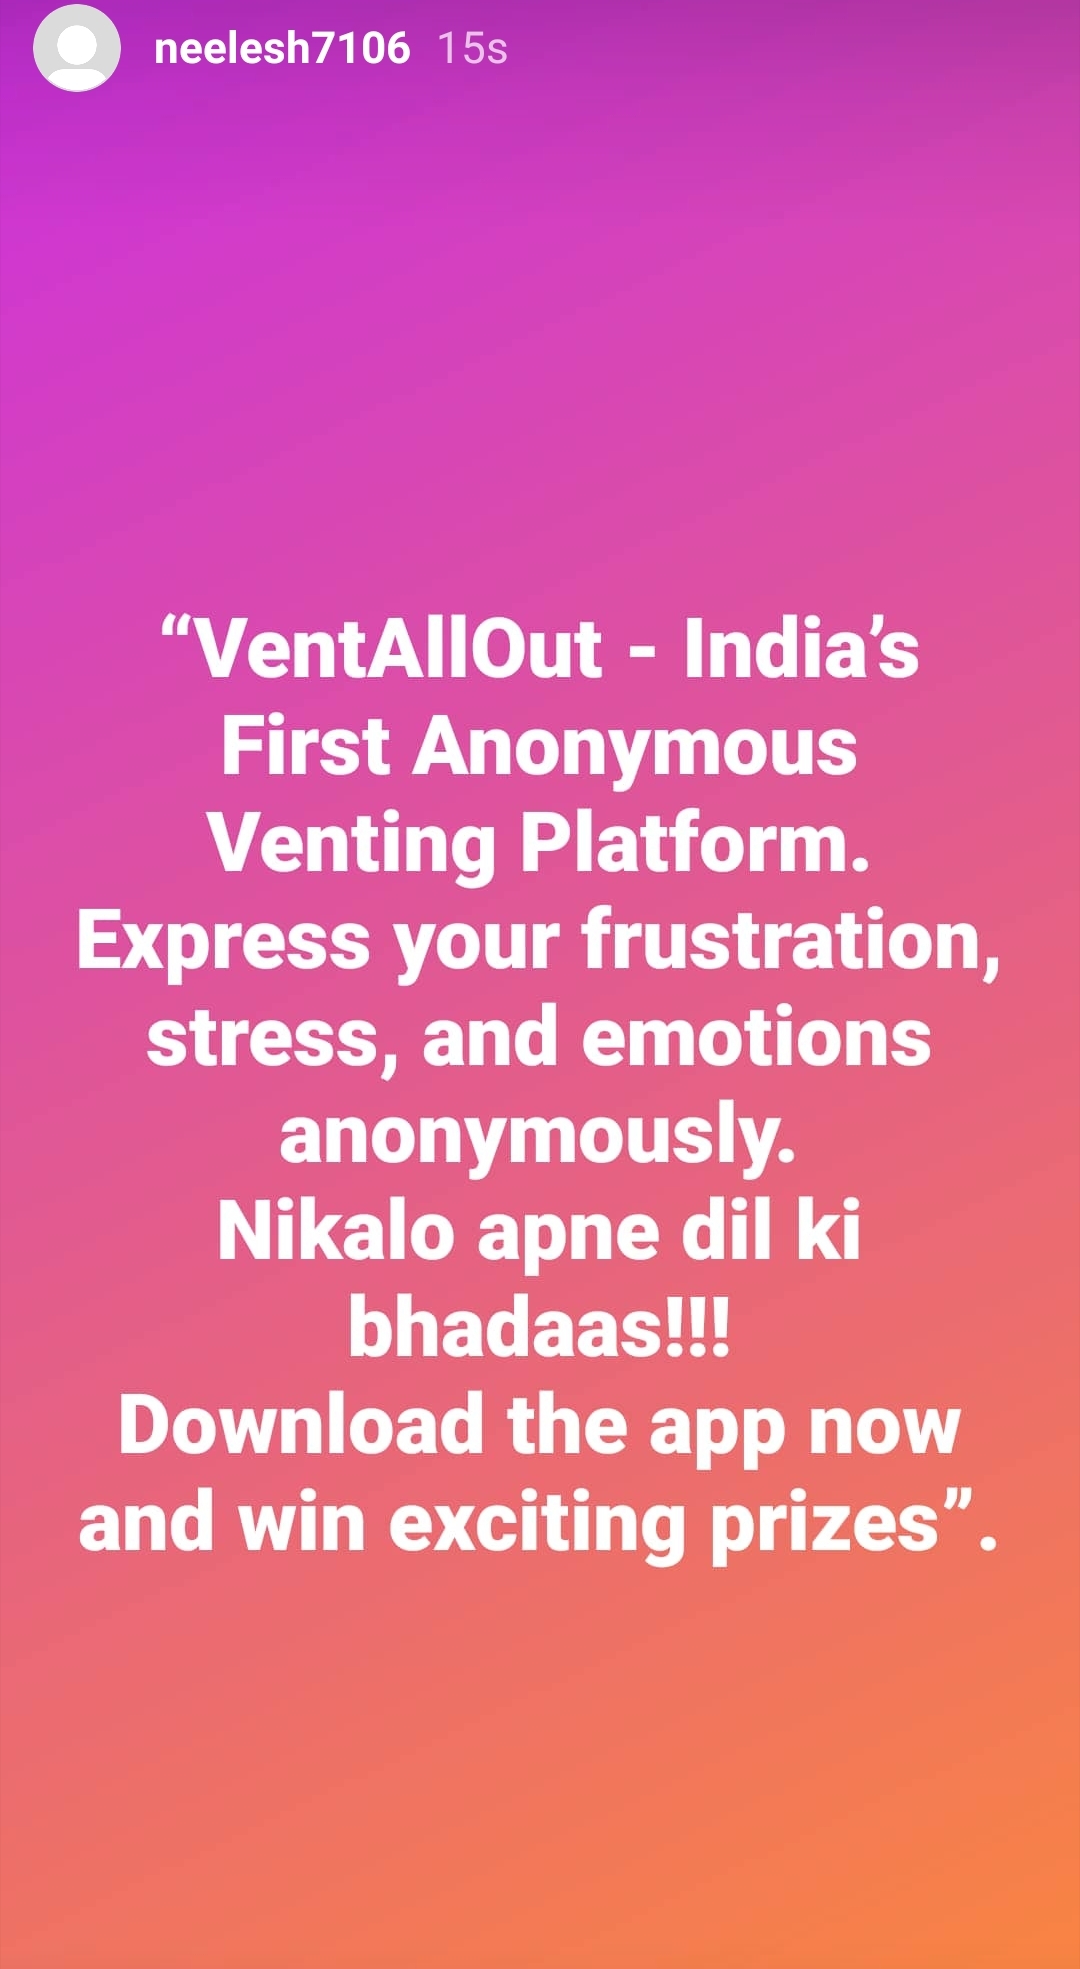 neelesh7106 15s
“VentAllOut - India’s
First Anonymous
Venting Platform.
Express your frustration,
stress, and emotions
anonymously.
Nikalo apne dil ki
bhadaas!!!
Download the app now
and win exciting prizes”.